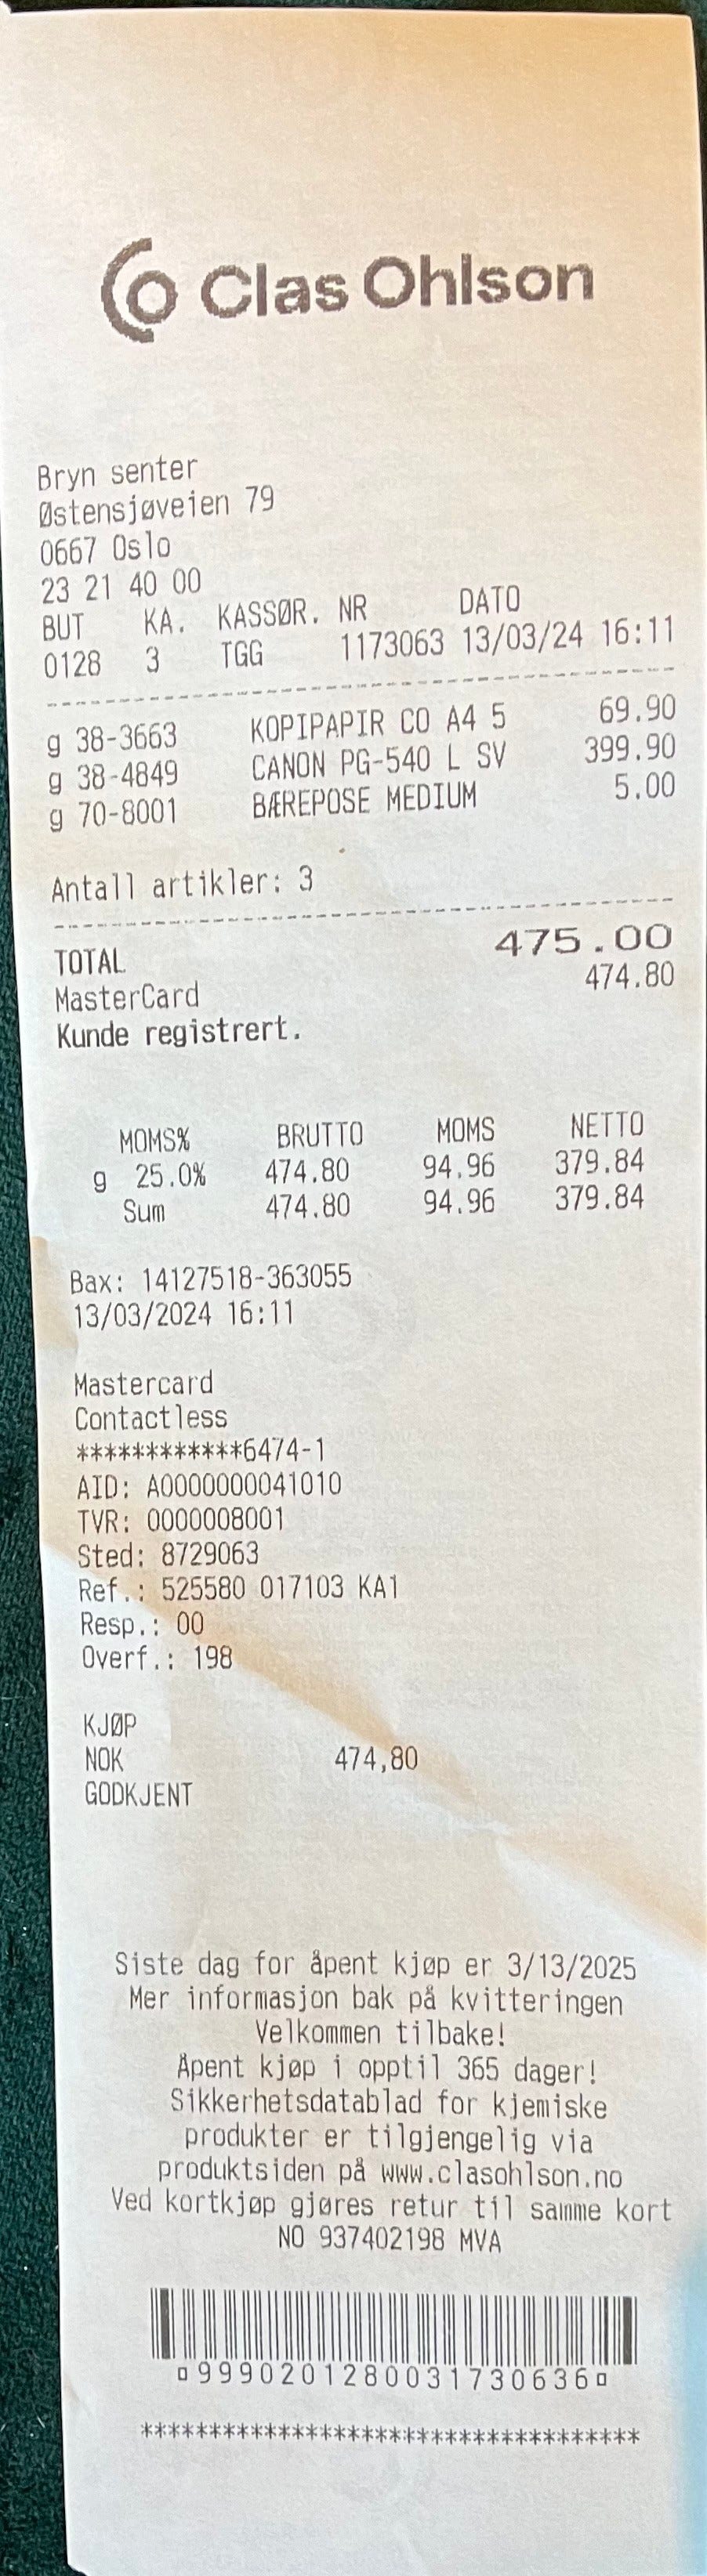 Clas Ohlson
Bryn senter
Østensjøveien 79
0667 Oslo
23 21 40 00
BUT KA. KASSØR. NR DATO
0128 3 TGG 1173063 13/03/24 16:11
g 38-3663 KOPIPAPIR CO A4 5 69.90
g 38-4849 CANON PG-540 L SV 399.90
g 70-8001 BÆREPOSE MEDIUM 5.00
Antall artikler: 3
TOTAL 475.00
MasterCard 474.80
Kunde registrert.
MOMS% BRUTTO MOMS NETTO
g 25.0% 474.80 94.96 379.84
Sum 474.80 94.96 379.84
Bax: 14127518-363055
13/03/2024 16:11
Mastercard
Contactless
************6474-1
AID: A0000000041010
TVR: 0000008001
Sted: 8729063
Ref.: 525580 017103 KA1
Resp.: 00
Overf.: 198
KJØP
NOK 474,80
GODKJENT
Siste dag for åpent kjøp er 3/13/2025
Mer informasjon bak på kvitteringen
Velkommen tilbake!
Åpent kjøp i opptil 365 dager!
Sikkerhetsdatablad for kjemiske
produkter er tilgjengelig via
produktsiden på www.clasohlson.no
Ved kortkjøp gjøres retur til samme kort
NO 937402198 MVA
¤9990201280031730636¤
************************************